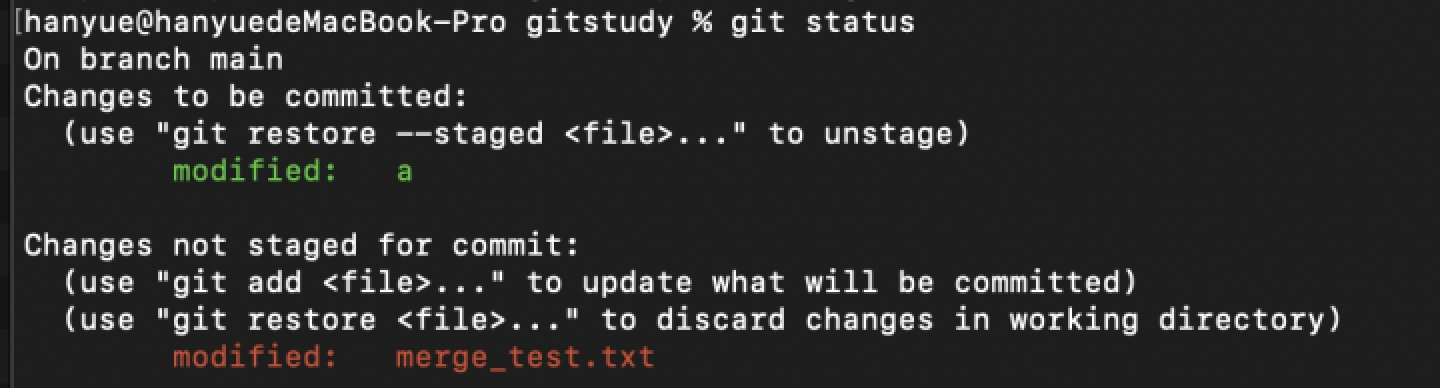 [hanyue@hanyuedeMacBook-Pro gitstudy % git status
On branch main
Changes to be committed:
  (use "git restore --staged <file>..." to unstage)
        modified:   a

Changes not staged for commit:
  (use "git add <file>..." to update what will be committed)
  (use "git restore <file>..." to discard changes in working directory)
        modified:   merge_test.txt